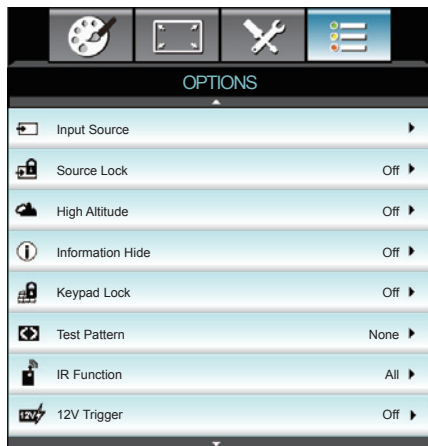 OPTIONS
Input Source
Source Lock Off
High Altitude Off
Information Hide Off
Keypad Lock Off
Test Pattern None
IR Function All
12V 12V Trigger Off